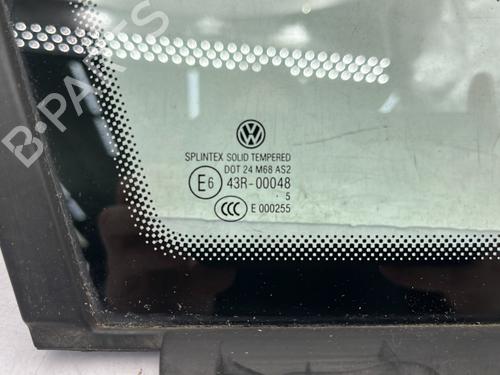 B-PARTS
VW
SPLINTEX SOLID TEMPERED
DOT 24 M68 AS2
E6 43R-00048
5
CCC E 000255